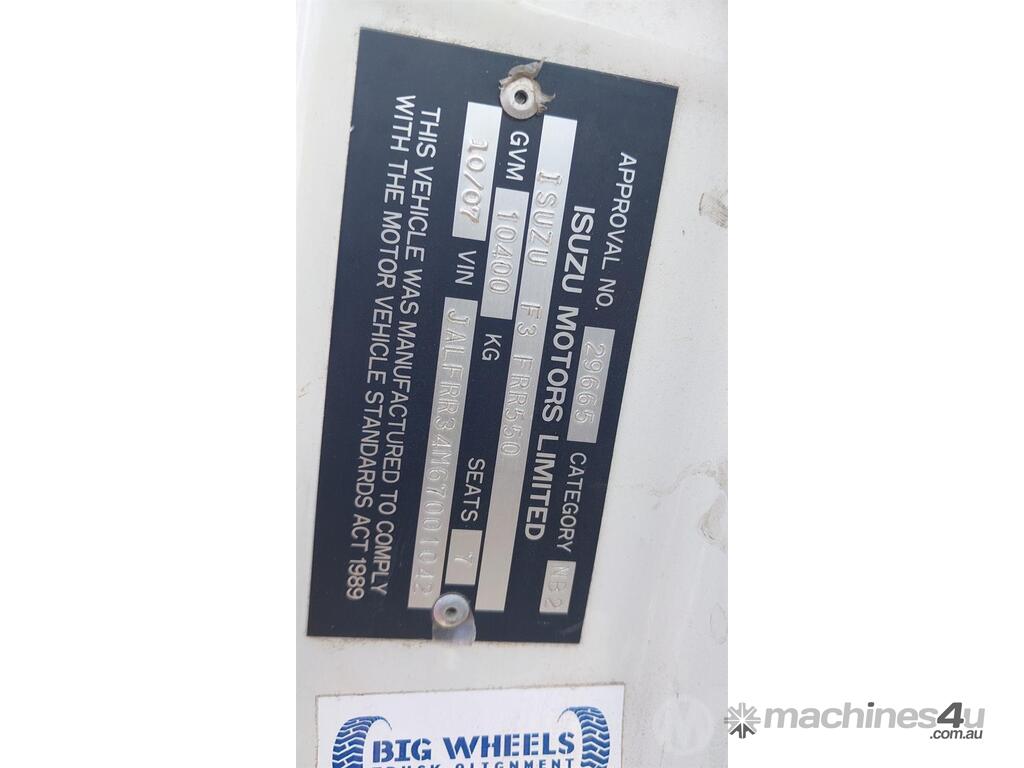 APPROVAL NO. 29665 CATEGORY NB2
ISUZU MOTORS LIMITED
ISUZU F3 FRR550
GVM 10400 KG SEATS 7
10/07 VIN JALFRR34M67001042
THIS VEHICLE WAS MANUFACTURED TO COMPLY
WITH THE MOTOR VEHICLE STANDARDS ACT 1989
BIG WHEELS
TRUCK ALIGNMENT
machines4u
.com.au